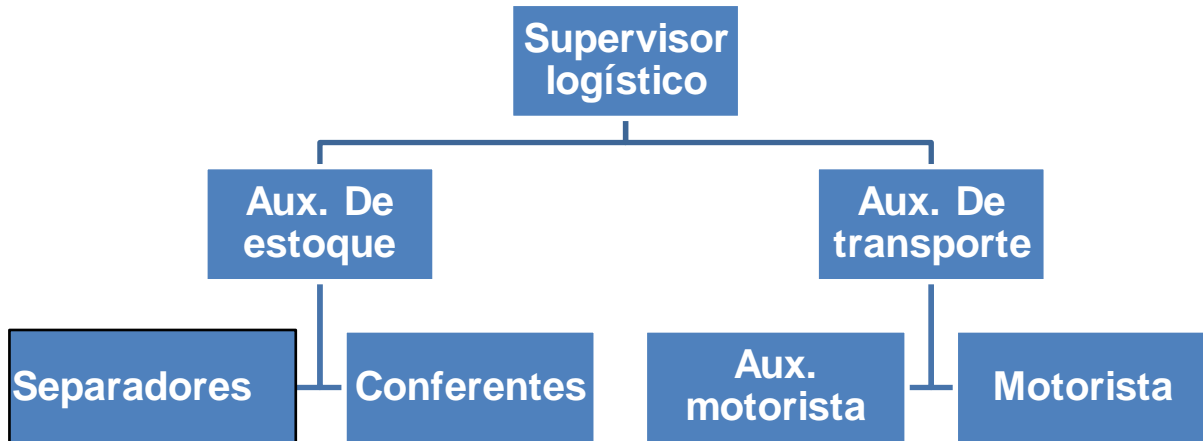 Supervisor
logístico
Aux. De
estoque
Aux. De
transporte
Separadores
Conferentes
Aux.
motorista
Motorista